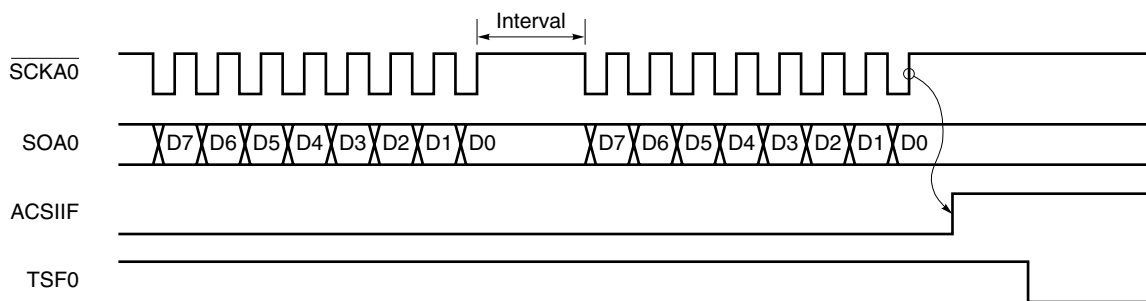 Interval
SCKA0
SOA0 D7 D6 D5 D4 D3 D2 D1 D0 D7 D6 D5 D4 D3 D2 D1 D0
ACSIIF
TSF0